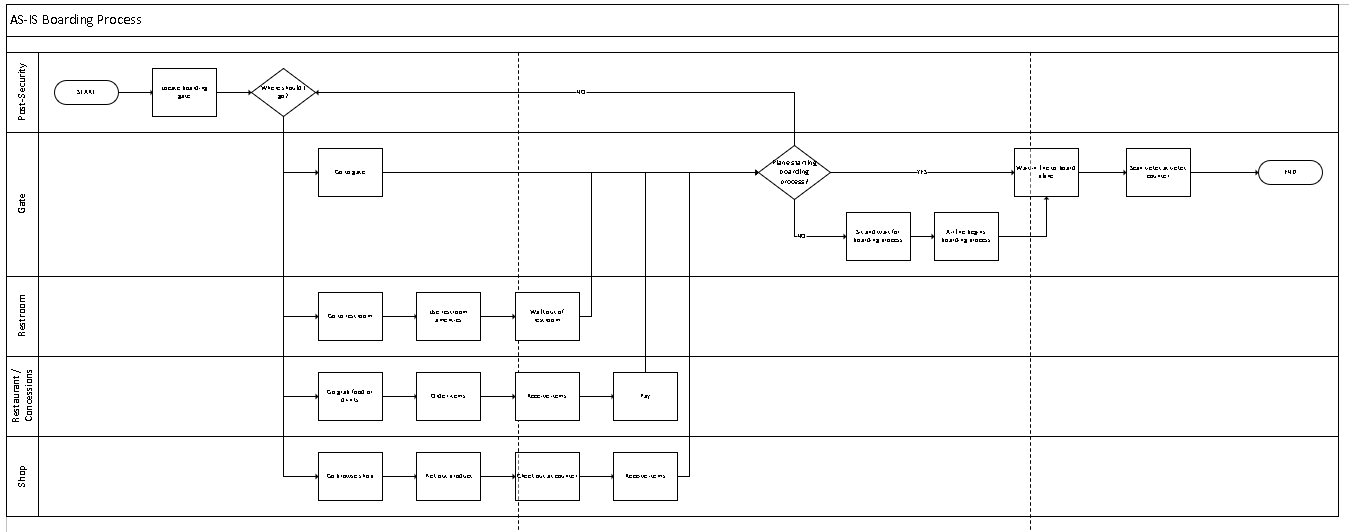 AS-IS Boarding Process
Post-Security
START
Locate boarding
gate
Where should I
go?
NO
Gate
Go to gate
Plane starting
boarding
process?
YES
Wait in line to board
plane
Scan ticket at ticket
counter
END
NO
Sit and wait for
boarding process
Airline begins
boarding process
Restroom
Go to restroom
Use restroom
amenities
Walk out of
restroom
Restaurant /
Concessions
Go grab food or
drinks
Order items
Receive items
Pay
Shop
Go browse shop
Pick out product
Check out at counter
Receive items